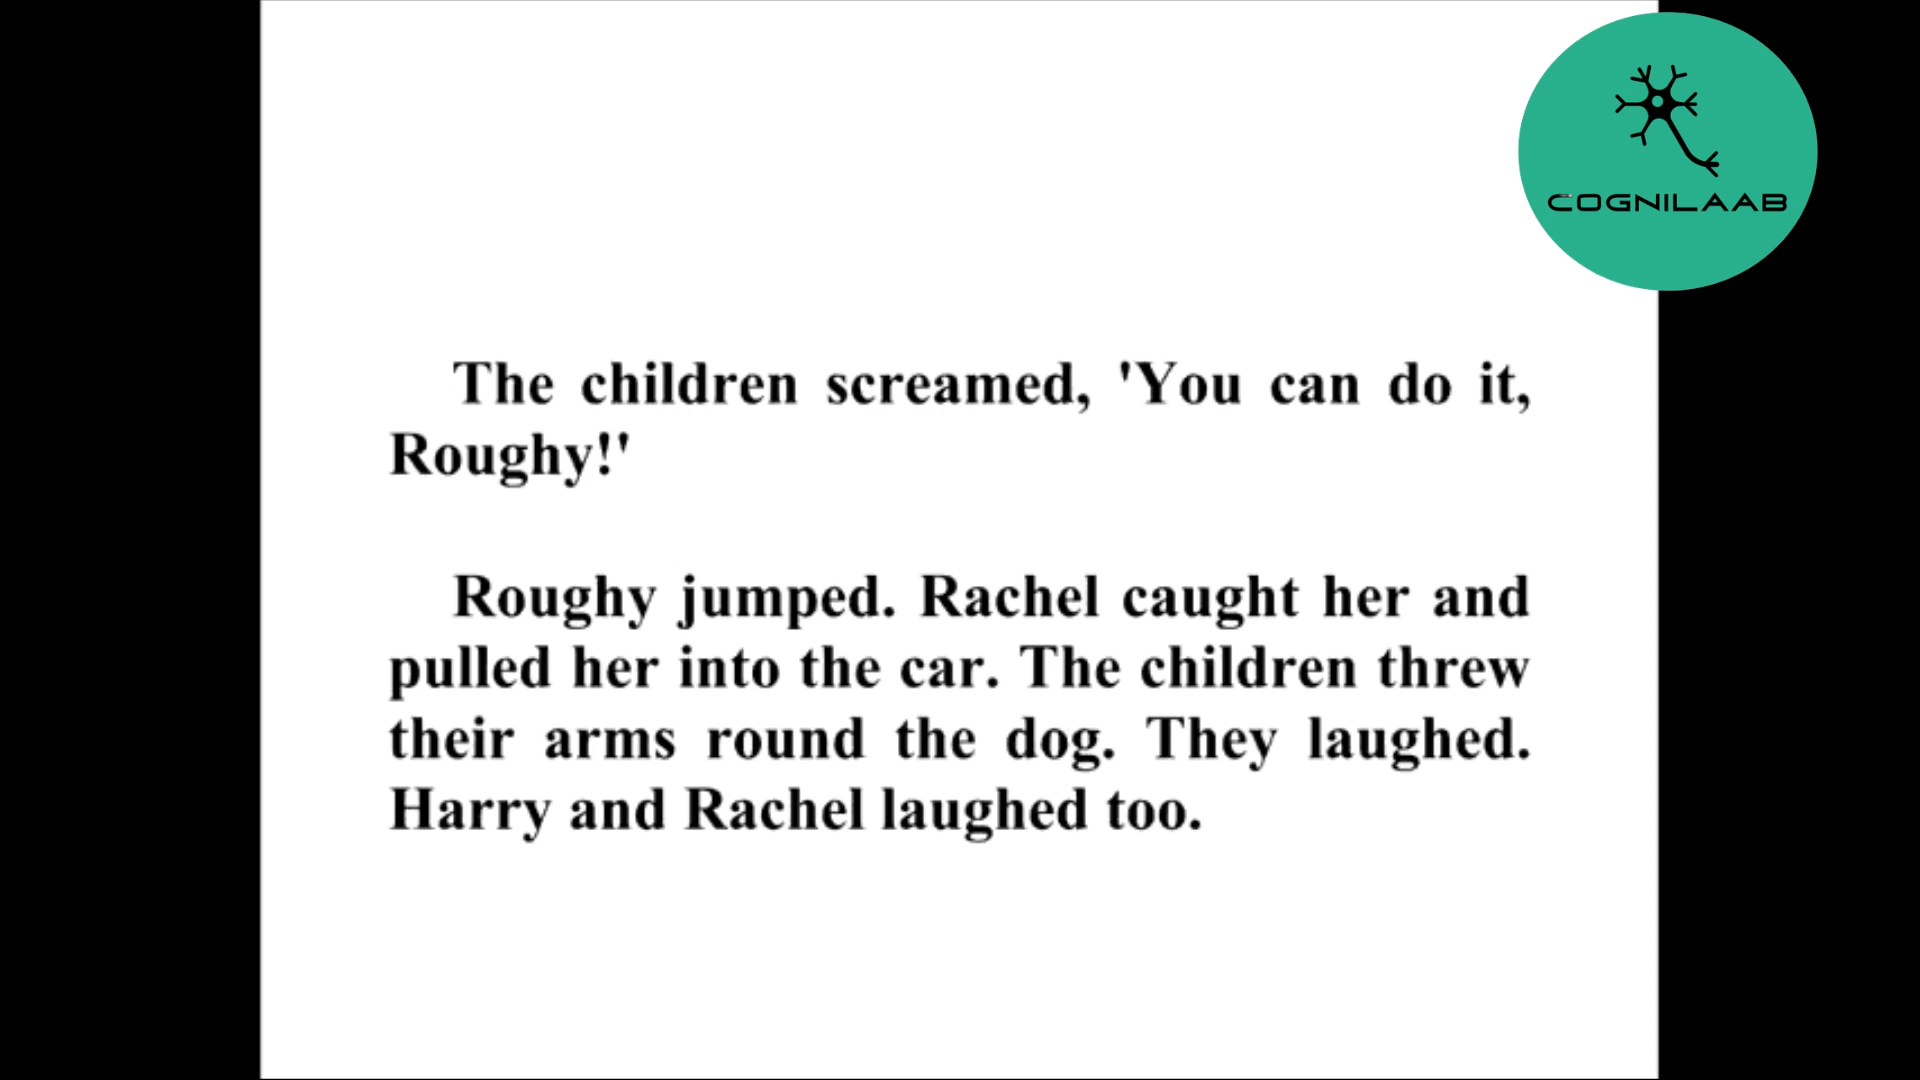 COGNILAAB
The children screamed, 'You can do it,
Roughy!'
Roughy jumped. Rachel caught her and
pulled her into the car. The children threw
their arms round the dog. They laughed.
Harry and Rachel laughed too.